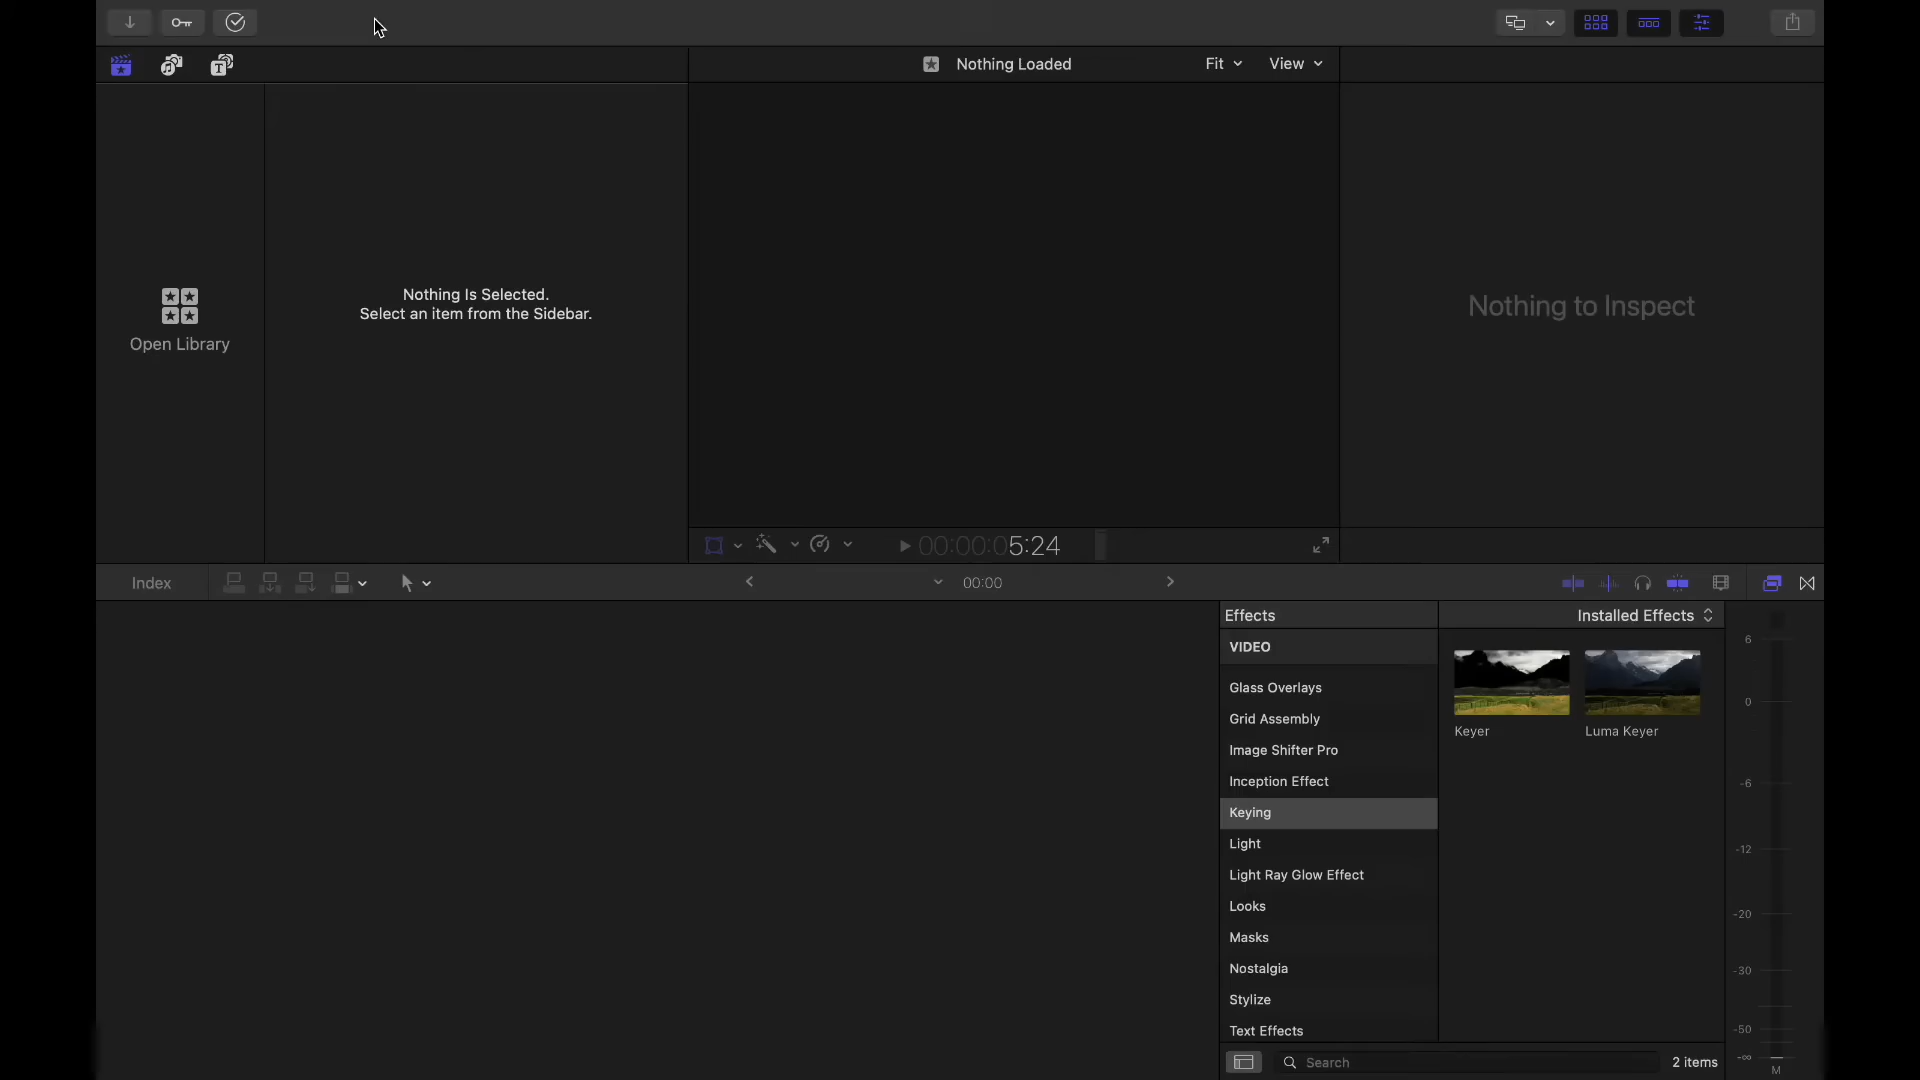 Nothing Loaded
Fit
View
Open Library
Nothing Is Selected.
Select an item from the Sidebar.
Nothing to Inspect
00:00:05:24
Index
00:00
Effects
Installed Effects
VIDEO
Glass Overlays
Grid Assembly
Image Shifter Pro
Inception Effect
Keying
Light
Light Ray Glow Effect
Looks
Masks
Nostalgia
Stylize
Text Effects
Keyer
Luma Keyer
6
0
-6
-12
-20
-30
-50
-∞
M
Search
2 items